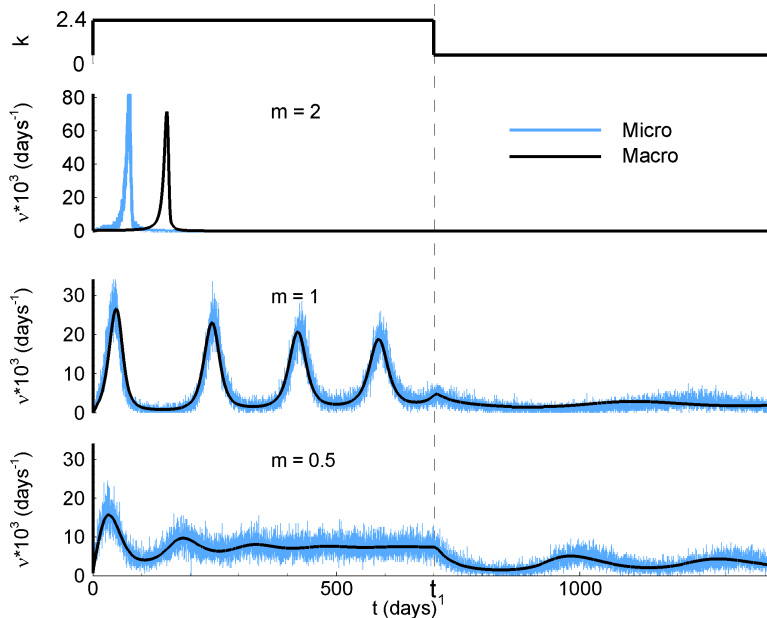 2.4
k
0
80
60
40
20
0
ν*10³ (days⁻¹)
m = 2
Micro
Macro
30
20
10
0
ν*10³ (days⁻¹)
m = 1
30
20
10
0
ν*10³ (days⁻¹)
m = 0.5
0 500 t₁ 1000
t (days)